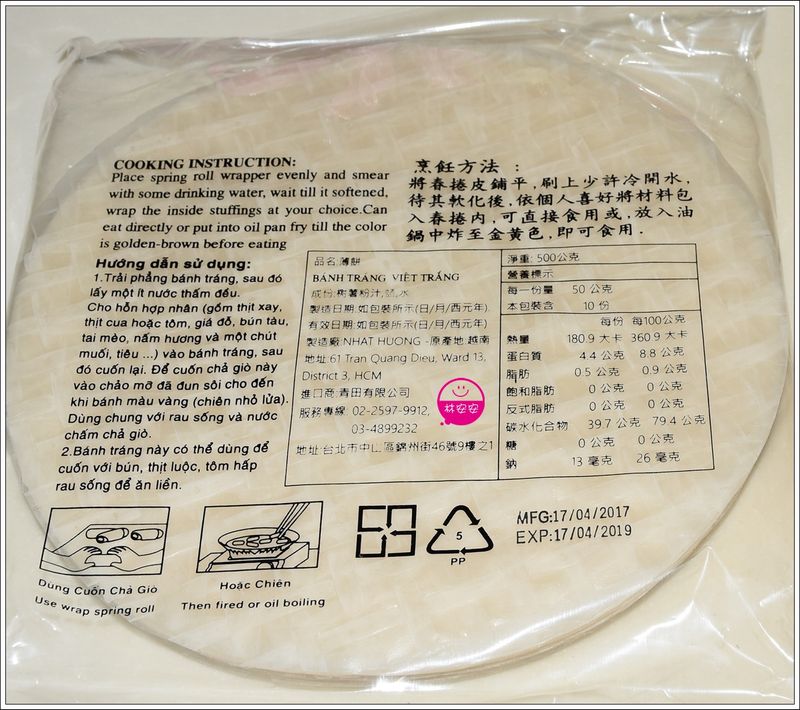 COOKING INSTRUCTION:
Place spring roll wrapper evenly and smear
with some drinking water, wait till it softened,
wrap the inside stuffings at your choice.Can
eat directly or put into oil pan fry till the color
is golden-brown before eating
烹飪方法：
將春捲皮鋪平，刷上少許冷開水，
待其軟化後，依個人喜好將材料包
入春捲內，可直接食用或，放入油
鍋中炸至金黃色，即可食用．
Hướng dẫn sử dụng:
1.Trải phẳng bánh tráng, sau đó
lấy một ít nước thấm đều.
Cho hỗn hợp nhân (gồm thịt xay,
thịt cua hoặc tôm, giá đỗ, bún tàu,
tai mèo, nấm hương và một chút
muối, tiêu ...) vào bánh tráng, sau
đó cuốn lại. Để cuốn chả giò này
vào chảo mỡ đã đun sôi cho đến
khi bánh màu vàng (chiên nhỏ lửa).
Dùng chung với rau sống và nước
chấm chả giò.
2.Bánh tráng này có thể dùng để
cuốn với bún, thịt luộc, tôm hấp
rau sống để ăn liền.
品名:薄餅
BÁNH TRÁNG VIỆT TRẮNG
成份:樹薯粉汁,鹽,水
製造日期:如包裝所示(日/月/西元年)
有效日期:如包裝所示(日/月/西元年)
製造廠:NHAT HUONG -原產地:越南
地址:61 Tran Quang Dieu, Ward 13,
District 3, HCM
進口商:青田有限公司
服務專線 02-2597-9912,
03-4899232
地址:台北市中山區錦州街46號9樓之1
林安安
淨重: 500公克
營養標示
每一份量 50 公克
本包裝含 10 份
每份 每100公克
熱量 180.9 大卡 360.9 大卡
蛋白質 4.4 公克 8.8 公克
脂肪 0.5 公克 0.9 公克
飽和脂肪 0 公克 0 公克
反式脂肪 0 公克 0 公克
碳水化合物 39.7 公克 79.4 公克
糖 0 公克 0 公克
鈉 13 毫克 26 毫克
Dùng Cuốn Chả Giò
Use wrap spring roll
Hoặc Chiên
Then fired or oil boiling
5
PP
MFG:17/04/2017
EXP:17/04/2019